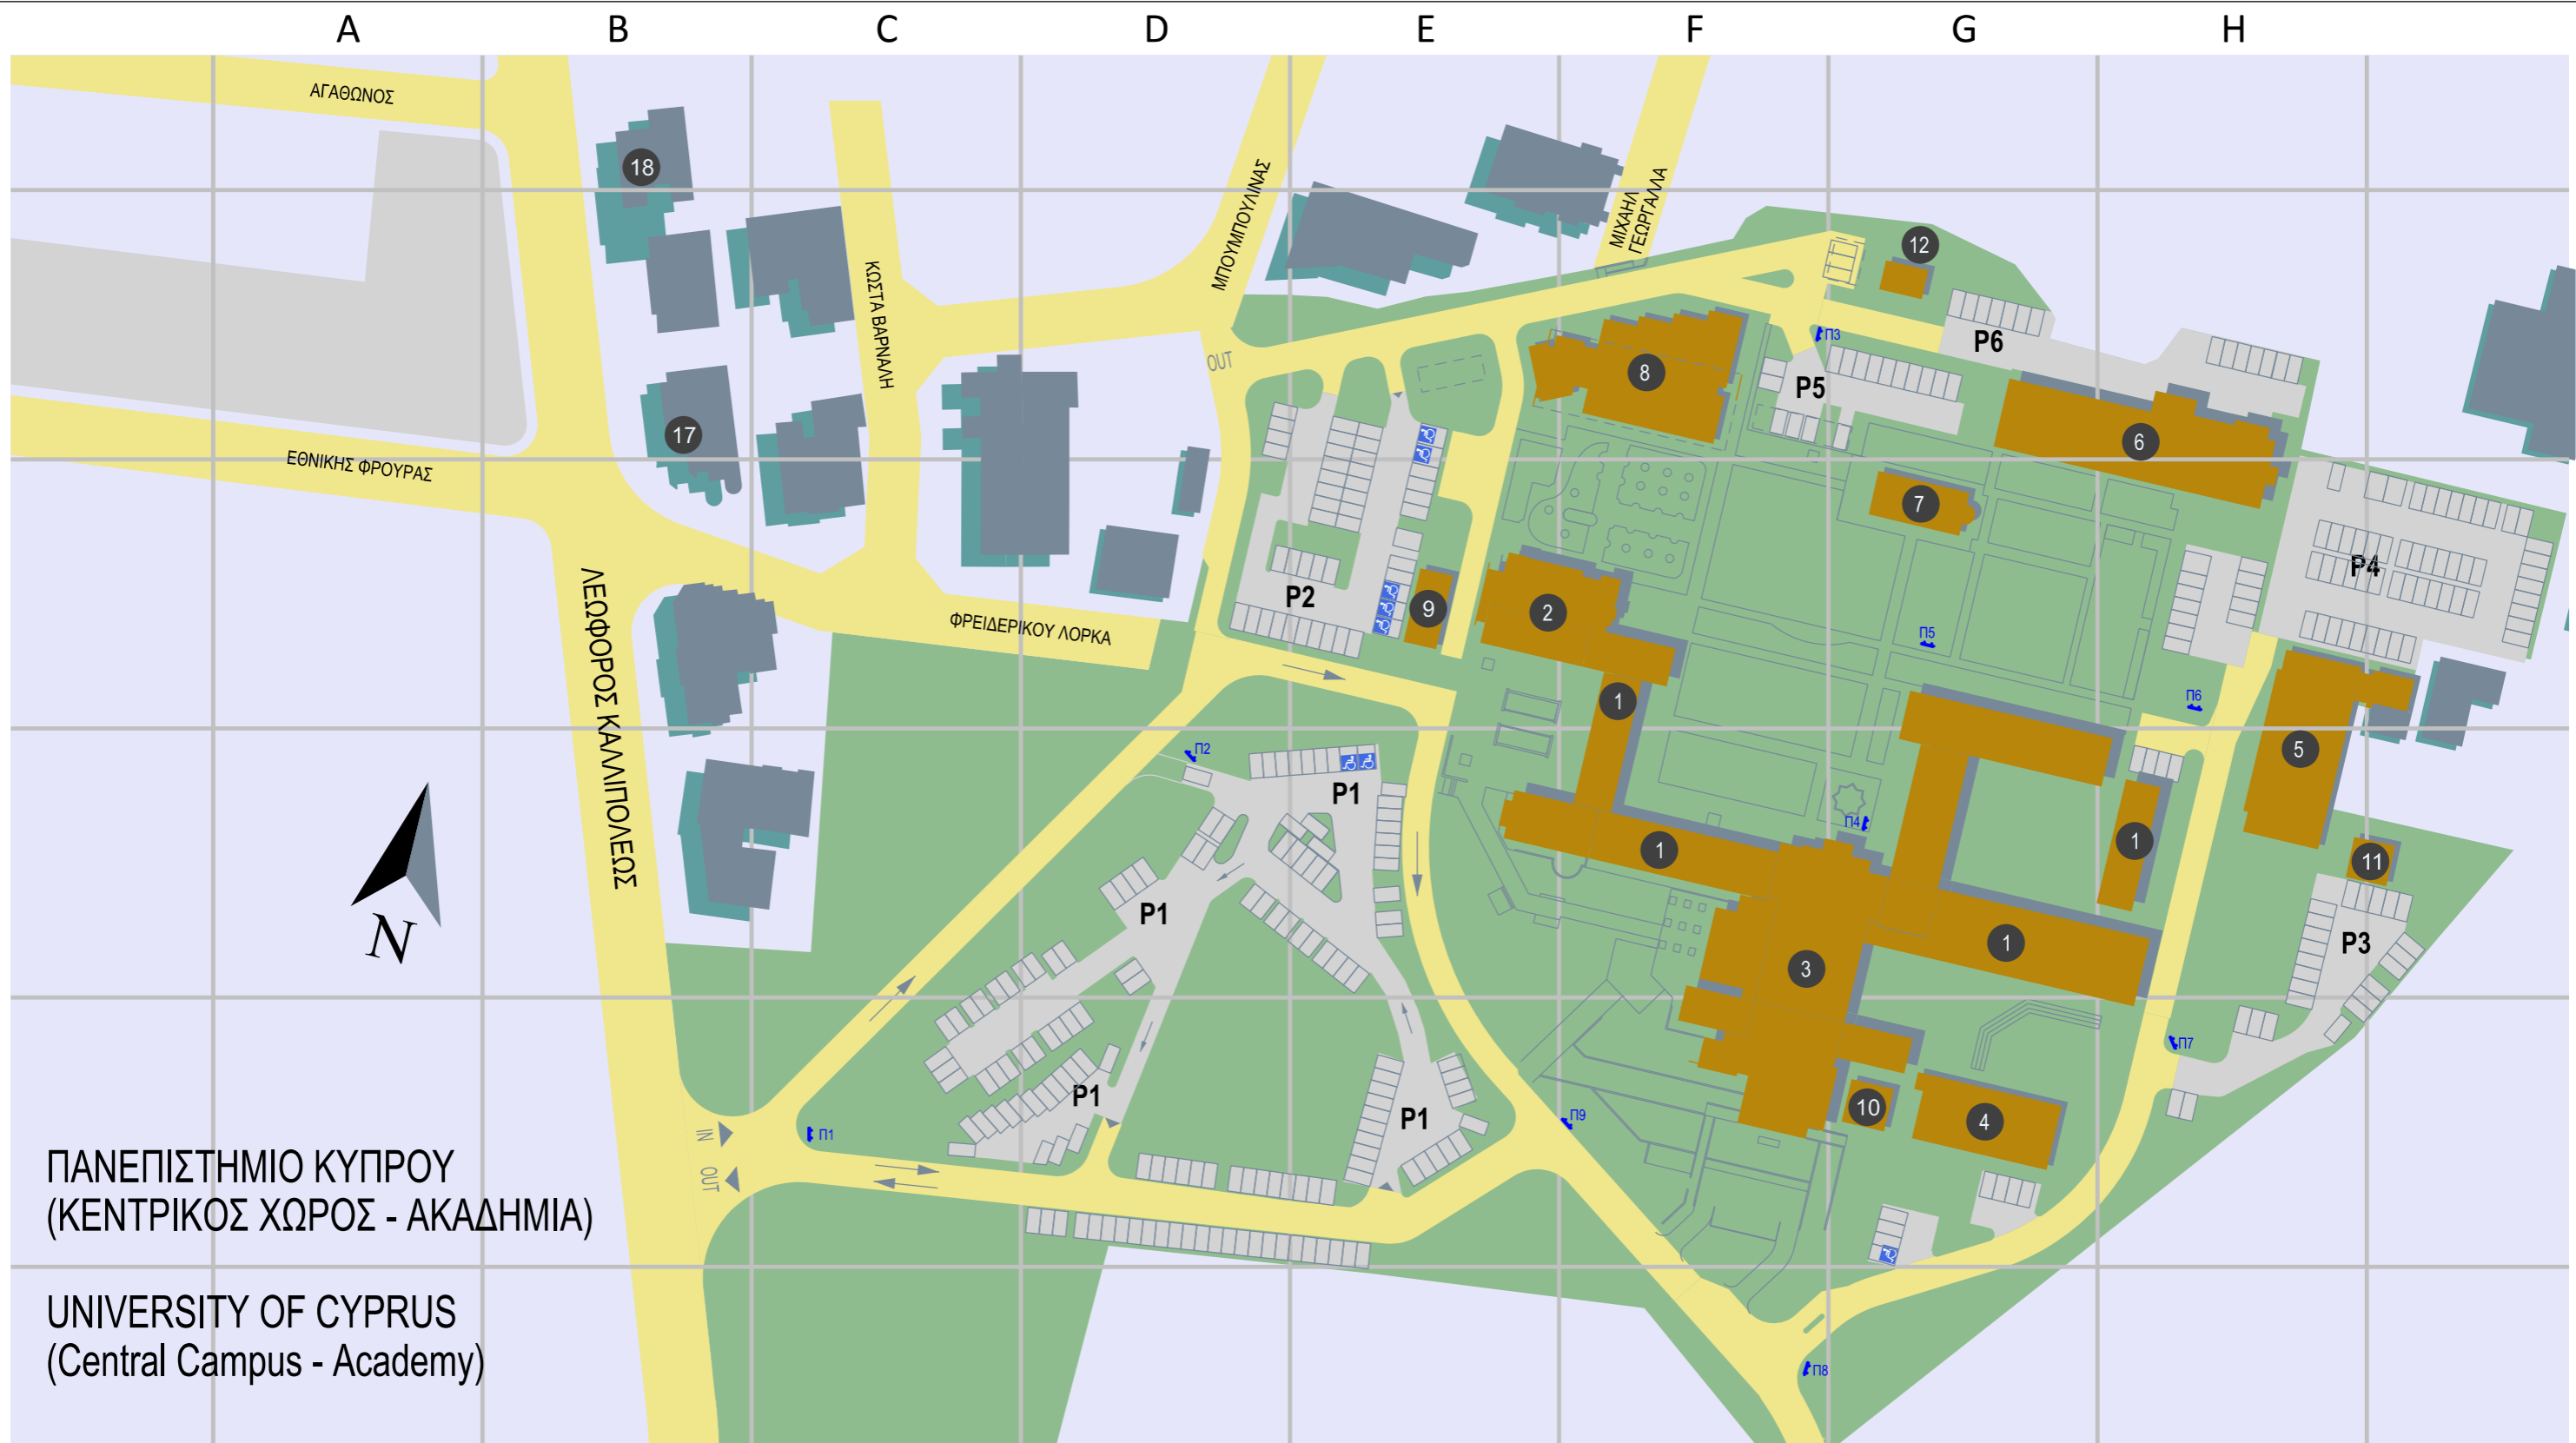 A B C D E F G H
ΑΓΑΘΩΝΟΣ
18
ΜΠΟΥΜΠΟΥΛΙΝΑΣ
ΜΙΧΑΗΛ
ΓΕΩΡΓΑΛΛΑ
12
ΚΩΣΤΑ ΒΑΡΝΑΛΗ
Π3
P6
OUT
8
P5
17
6
ΕΘΝΙΚΗΣ ΦΡΟΥΡΑΣ
7
P4
ΛΕΩΦΟΡΟΣ ΚΑΛΛΙΠΟΛΕΩΣ
P2
9
2
ΦΡΕΙΔΕΡΙΚΟΥ ΛΟΡΚΑ
Π5
1
Π6
Π2
5
P1
Π4
1
1
11
P1
N
1
P3
3
Π7
P1
10
P1
4
Π9
IN
Π1
OUT
ΠΑΝΕΠΙΣΤΗΜΙΟ ΚΥΠΡΟΥ
(ΚΕΝΤΡΙΚΟΣ ΧΩΡΟΣ - ΑΚΑΔΗΜΙΑ)
UNIVERSITY OF CYPRUS
(Central Campus - Academy)
Π8